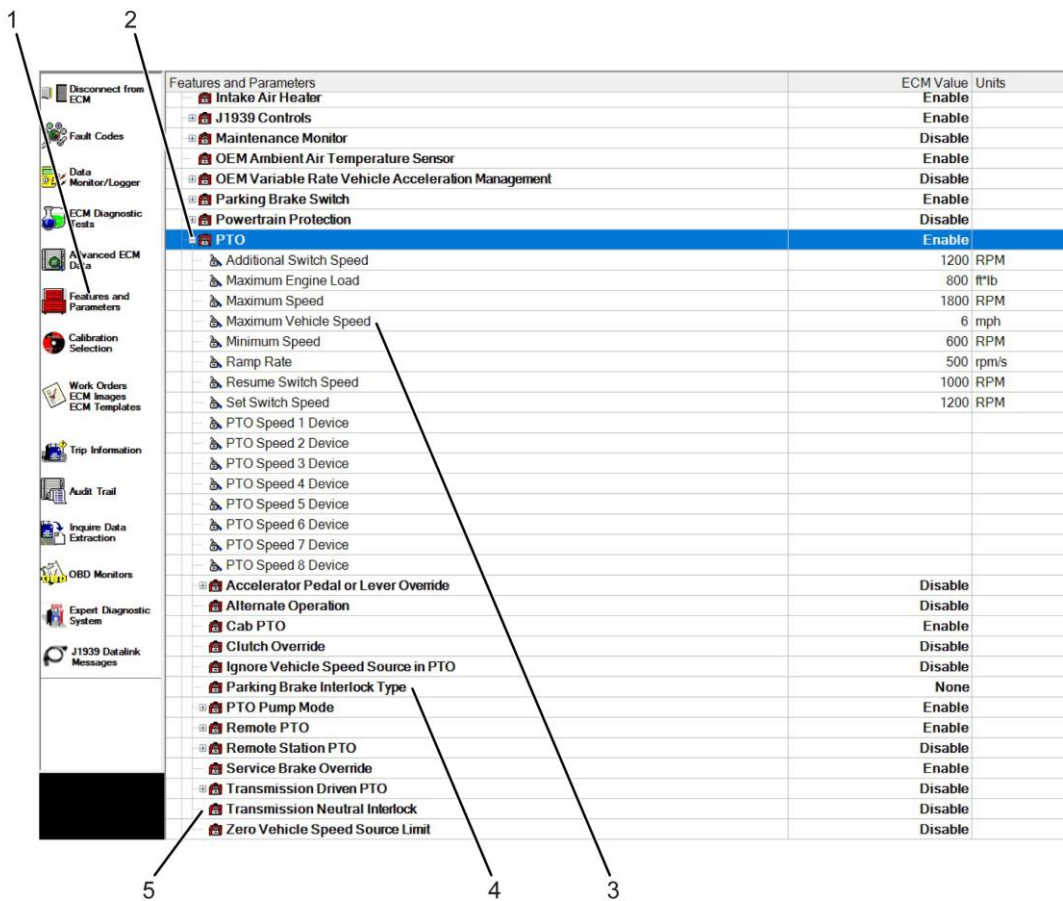 1 2
Disconnect from
ECM
Fault Codes
Data
Monitor/Logger
ECM Diagnostic
Tests
Advanced ECM
Data
Features and
Parameters
Calibration
Selection
Work Orders
ECM Images
ECM Templates
Trip Information
Audit Trail
Inquire Data
Extraction
OBD Monitors
Expert Diagnostic
System
J1939 Datalink
Messages
Features and Parameters ECM Value Units
Intake Air Heater Enable
J1939 Controls Enable
Maintenance Monitor Disable
OEM Ambient Air Temperature Sensor Enable
OEM Variable Rate Vehicle Acceleration Management Disable
Parking Brake Switch Enable
Powertrain Protection Disable
PTO Enable
Additional Switch Speed 1200 RPM
Maximum Engine Load 800 ft*lb
Maximum Speed 1800 RPM
Maximum Vehicle Speed 6 mph
Minimum Speed 600 RPM
Ramp Rate 500 rpm/s
Resume Switch Speed 1000 RPM
Set Switch Speed 1200 RPM
PTO Speed 1 Device
PTO Speed 2 Device
PTO Speed 3 Device
PTO Speed 4 Device
PTO Speed 5 Device
PTO Speed 6 Device
PTO Speed 7 Device
PTO Speed 8 Device
Accelerator Pedal or Lever Override Disable
Alternate Operation Disable
Cab PTO Enable
Clutch Override Disable
Ignore Vehicle Speed Source in PTO Disable
Parking Brake Interlock Type None
PTO Pump Mode Enable
Remote PTO Enable
Remote Station PTO Disable
Service Brake Override Enable
Transmission Driven PTO Disable
Transmission Neutral Interlock Disable
Zero Vehicle Speed Source Limit Disable
5 4 3